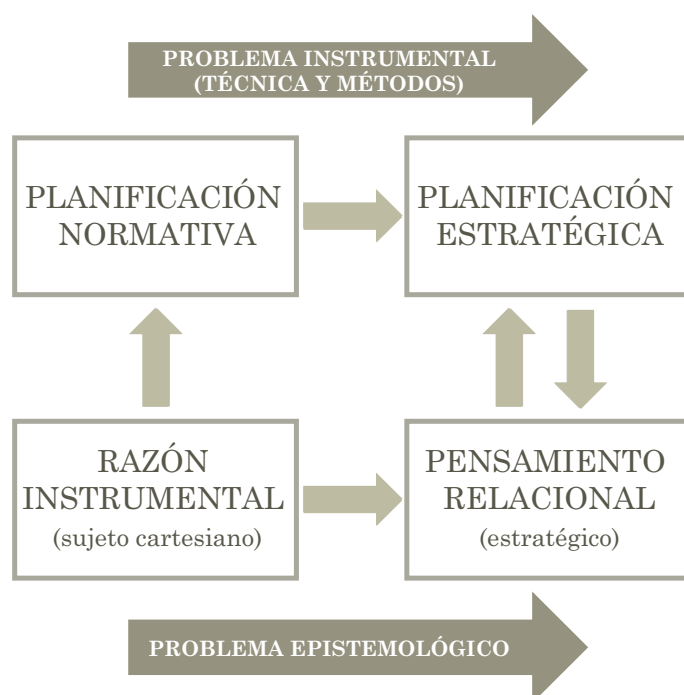 PROBLEMA INSTRUMENTAL
(TÉCNICA Y MÉTODOS)
PLANIFICACIÓN
NORMATIVA
PLANIFICACIÓN
ESTRATÉGICA
RAZÓN
INSTRUMENTAL
(sujeto cartesiano)
PENSAMIENTO
RELACIONAL
(estratégico)
PROBLEMA EPISTEMOLÓGICO